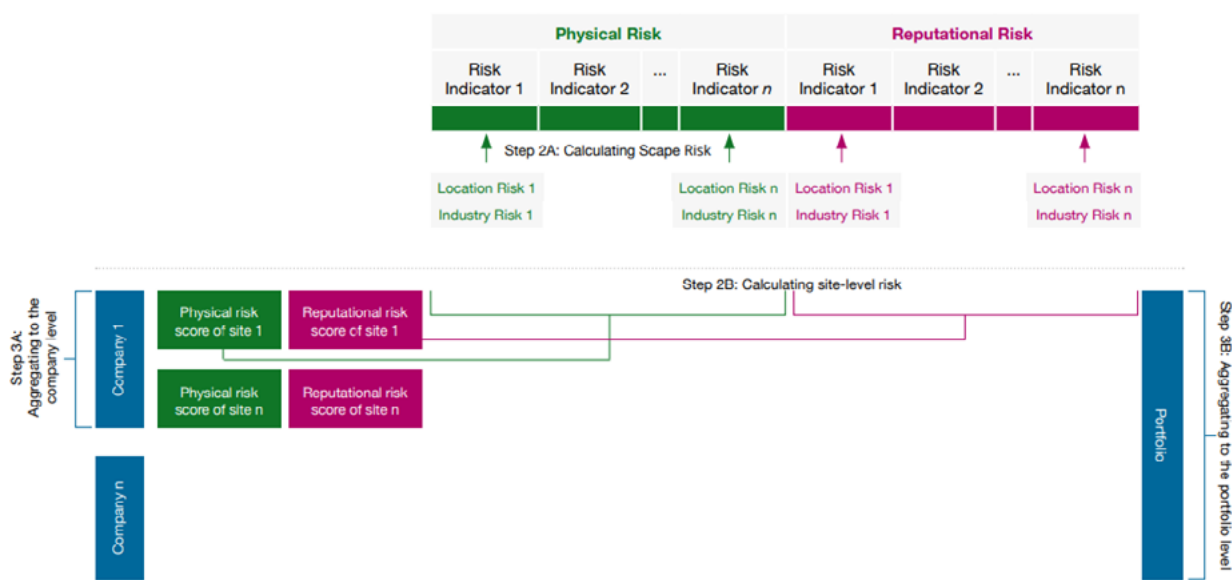 Physical Risk
Reputational Risk
Risk Indicator 1
Risk Indicator 2
...
Risk Indicator n
Risk Indicator 1
Risk Indicator 2
...
Risk Indicator n
Step 2A: Calculating Scape Risk
Location Risk 1
Industry Risk 1
Location Risk n
Industry Risk n
Location Risk 1
Industry Risk 1
Location Risk n
Industry Risk n
Step 2B: Calculating site-level risk
Step 3A:
Aggregating to the
company level
Company 1
Physical risk
score of site 1
Reputational risk
score of site 1
Physical risk
score of site n
Reputational risk
score of site n
Company n
Portfolio
Step 3B: Aggregating to the portfolio level